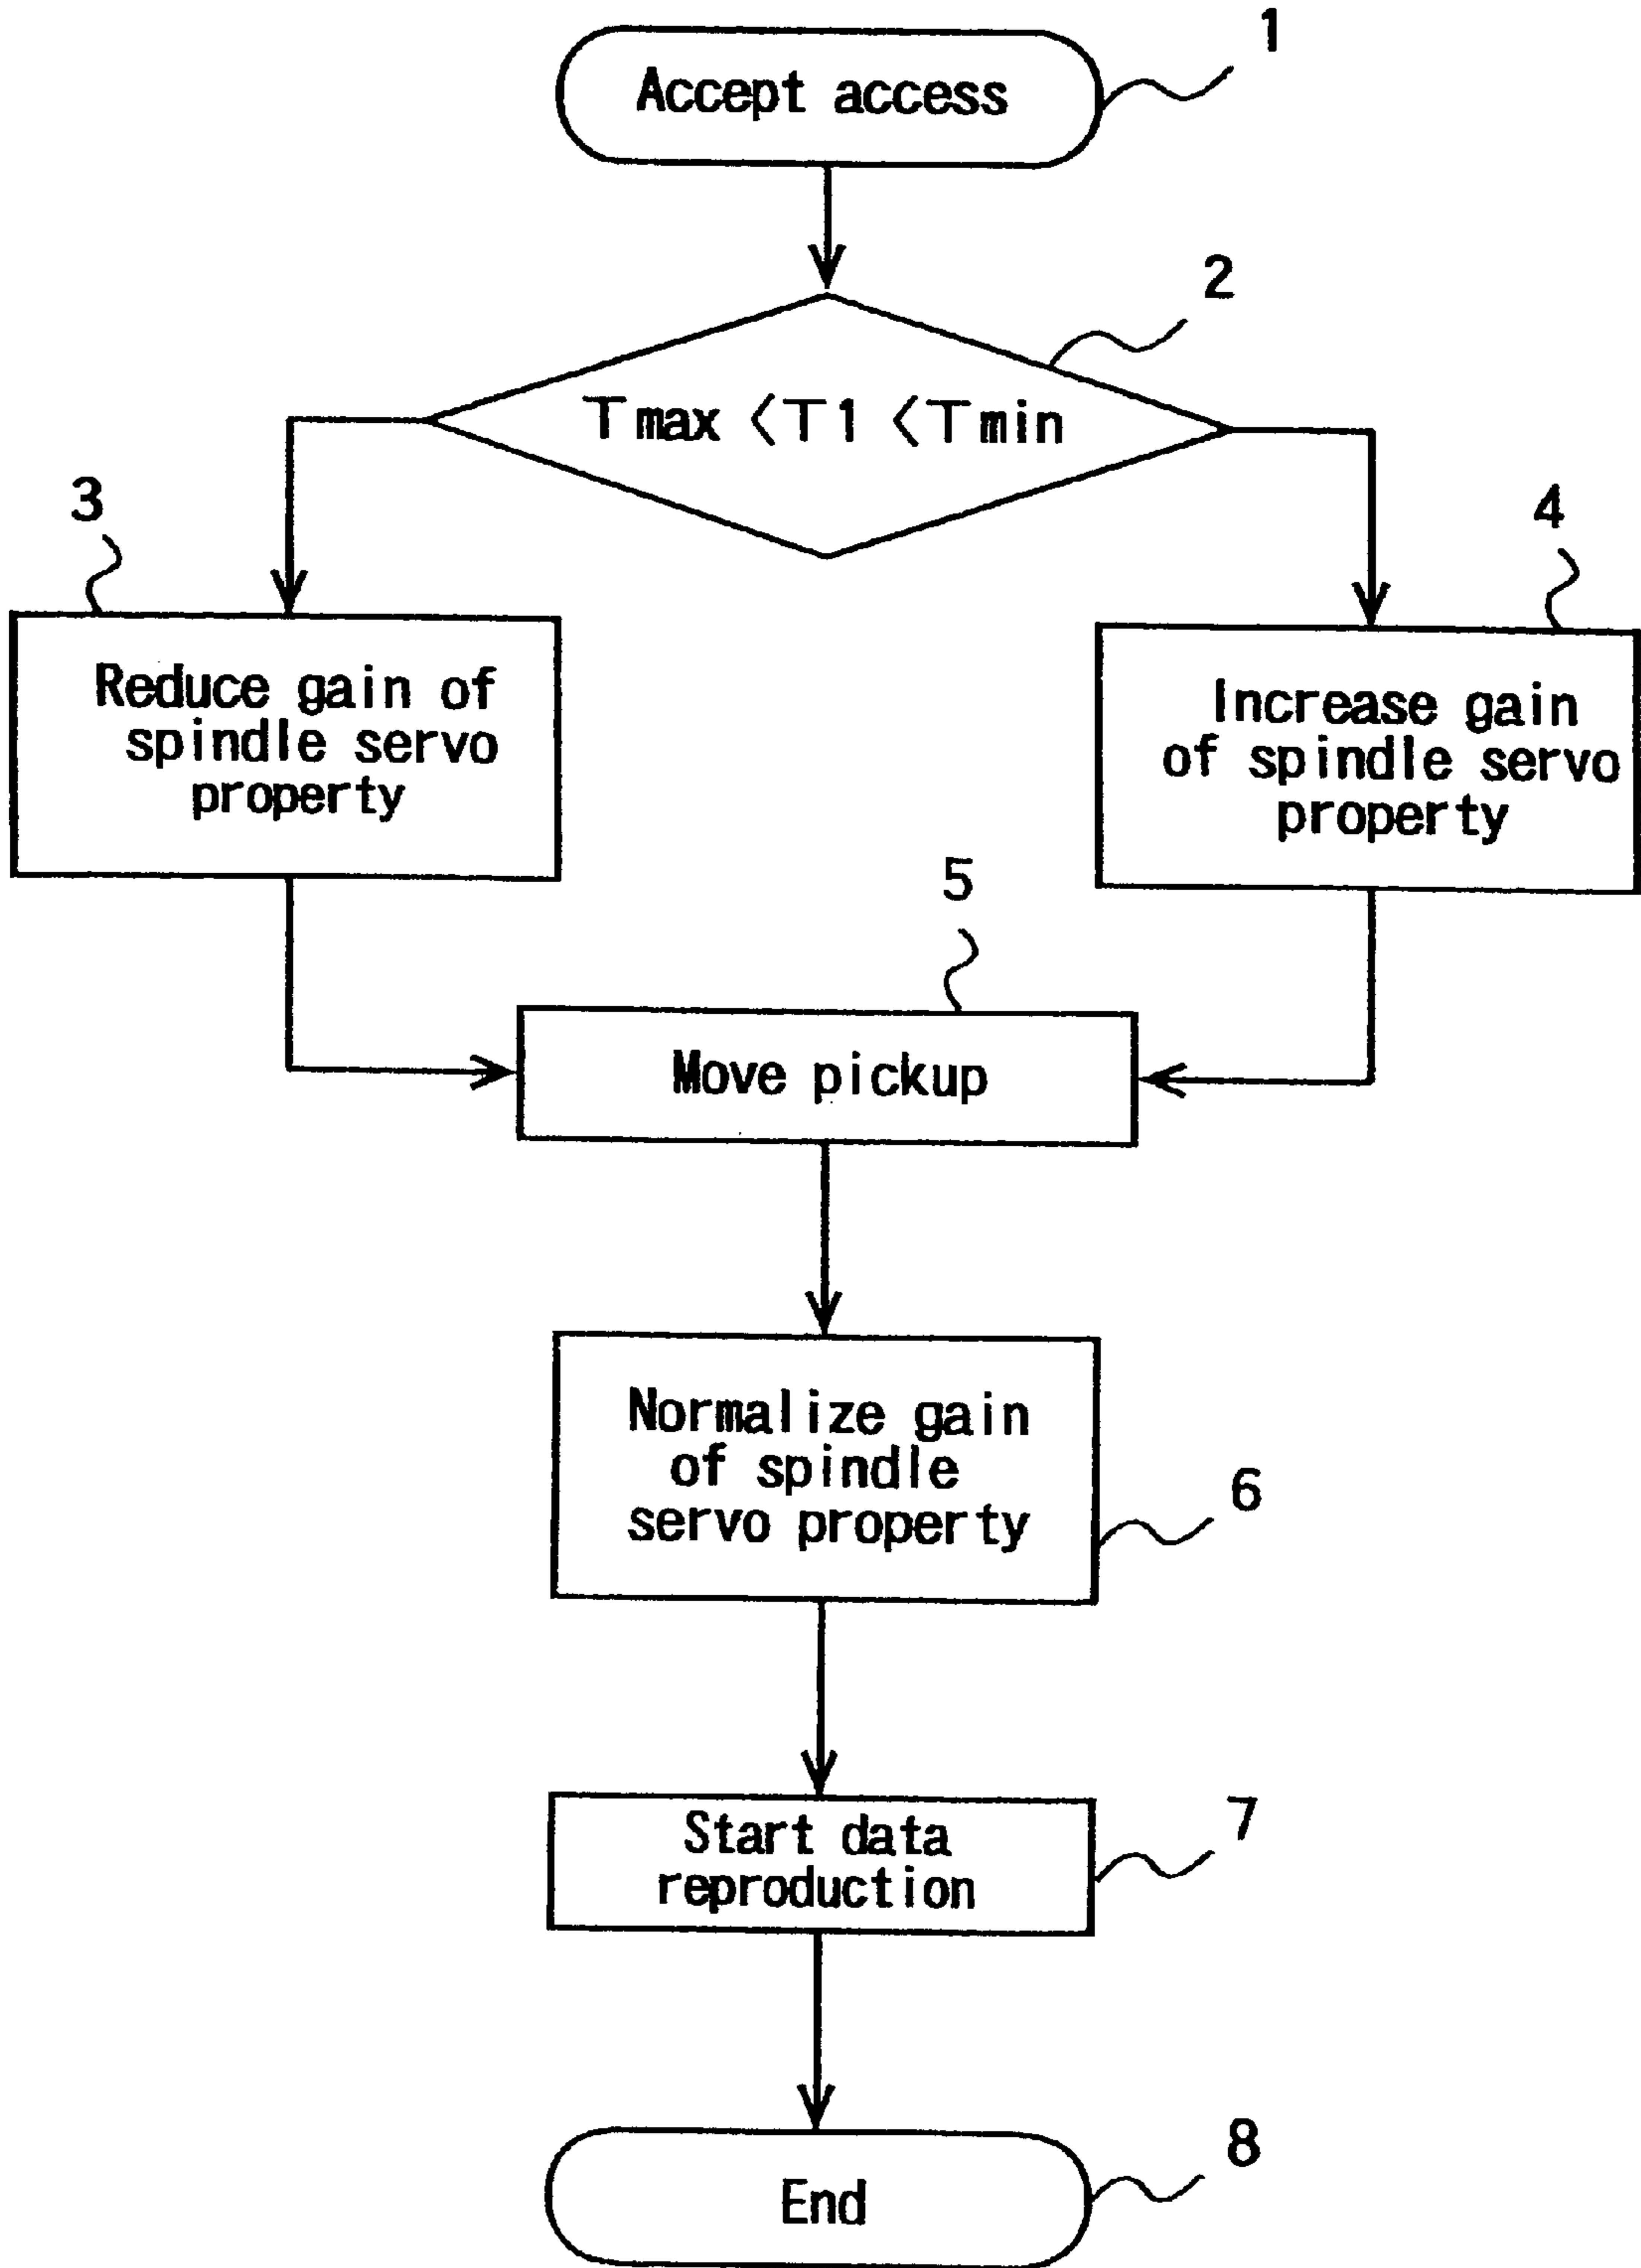 1
Accept access
2
Tmax <T1 <Tmin
3
Reduce gain of
spindle servo
property
4
Increase gain
of spindle servo
property
5
Move pickup
Normalize gain
of spindle
servo property
6
Start data
reproduction
7
End
8